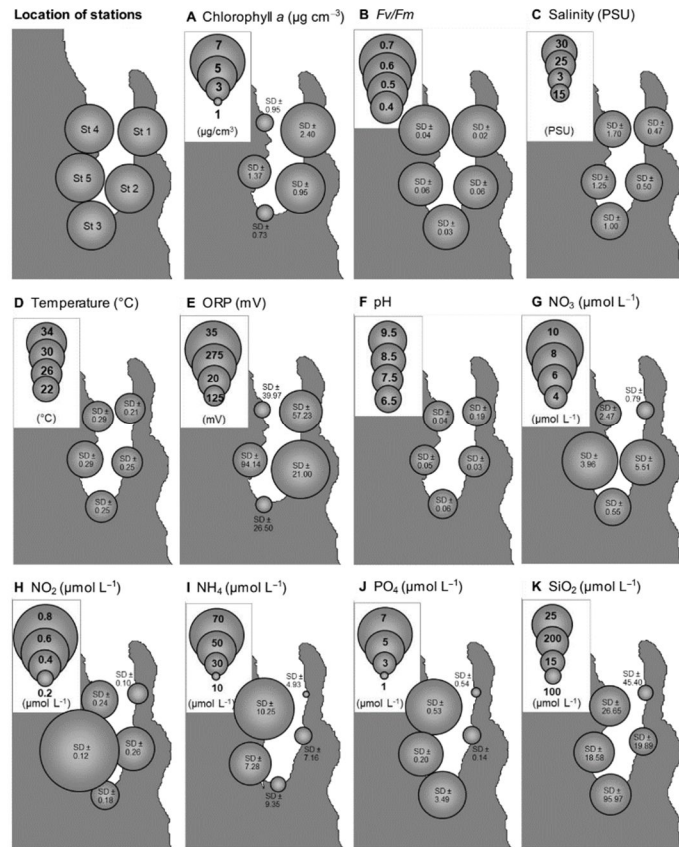 Location of stations
St 4
St 1
St 5
St 2
St 3
A Chlorophyll a (µg cm⁻³)
7
5
3
1
(µg/cm³)
SD ±
0.95
SD ±
2.40
SD ±
1.37
SD ±
0.95
SD ±
0.73
B Fv/Fm
0.7
0.6
0.5
0.4
SD ±
0.04
SD ±
0.02
SD ±
0.06
SD ±
0.06
SD ±
0.03
C Salinity (PSU)
30
25
3
15
(PSU)
SD ±
1.70
SD ±
0.47
SD ±
1.25
SD ±
0.50
SD ±
1.00
D Temperature (°C)
34
30
26
22
(°C)
SD ±
0.29
SD ±
0.21
SD ±
0.29
SD ±
0.25
SD ±
0.25
E ORP (mV)
35
275
20
125
(mV)
SD ±
39.97
SD ±
57.23
SD ±
94.14
SD ±
21.00
SD ±
26.50
F pH
9.5
8.5
7.5
6.5
SD ±
0.04
SD ±
0.19
SD ±
0.05
SD ±
0.03
SD ±
0.06
G NO₃ (µmol L⁻¹)
10
8
6
4
(µmol L⁻¹)
SD ±
2.47
SD ±
0.79
SD ±
3.96
SD ±
5.51
SD ±
0.55
H NO₂ (µmol L⁻¹)
0.8
0.6
0.4
0.2
(µmol L⁻¹)
SD ±
0.24
SD ±
0.10
SD ±
0.12
SD ±
0.26
SD ±
0.18
I NH₄ (µmol L⁻¹)
70
50
30
10
(µmol L⁻¹)
SD ±
4.93
SD ±
10.25
SD ±
7.28
SD ±
7.16
SD ±
9.35
J PO₄ (µmol L⁻¹)
7
5
3
1
(µmol L⁻¹)
SD ±
0.54
SD ±
0.53
SD ±
0.20
SD ±
0.14
SD ±
3.49
K SiO₂ (µmol L⁻¹)
25
200
15
100
(µmol L⁻¹)
SD ±
45.40
SD ±
26.65
SD ±
18.58
SD ±
19.89
SD ±
95.97